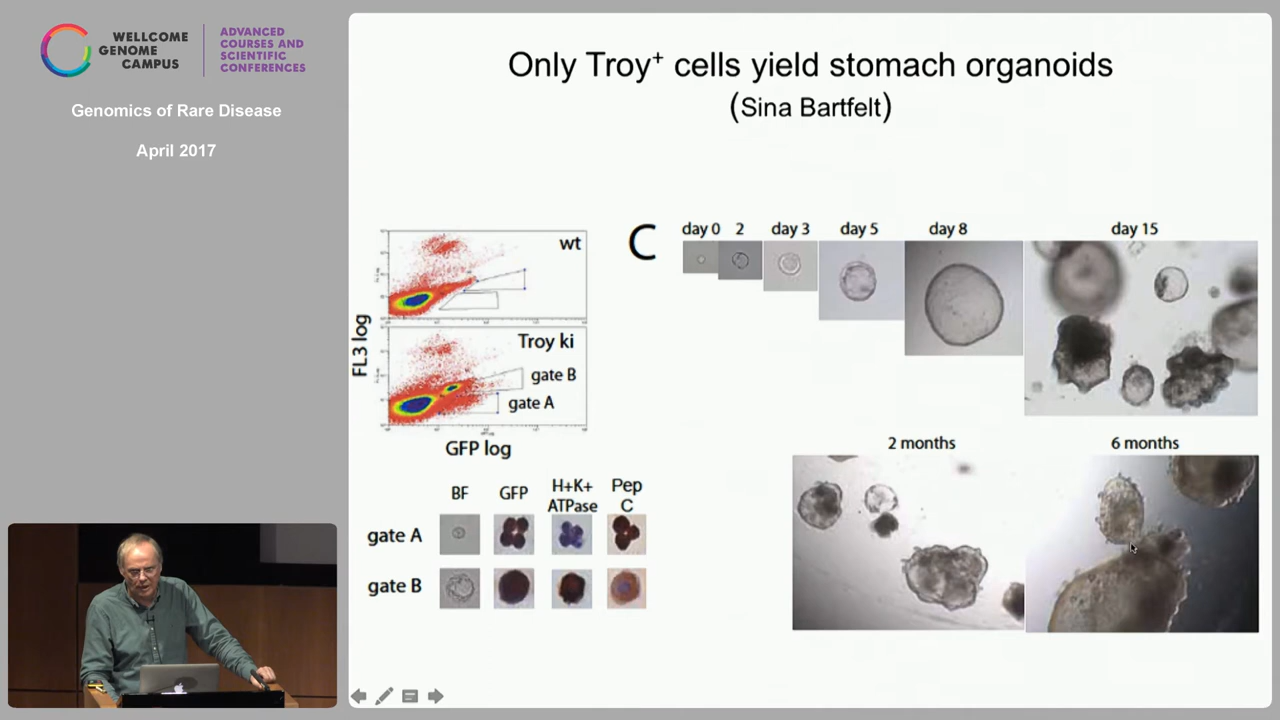 WELLCOME
GENOME
CAMPUS
ADVANCED
COURSES AND
SCIENTIFIC
CONFERENCES
Genomics of Rare Disease
April 2017
Only Troy⁺ cells yield stomach organoids
(Sina Bartfelt)
wt
Troy ki
gate B
gate A
FL3 log
GFP log
BF
GFP
H+K+
ATPase
Pep
C
gate A
gate B
C
day 0
2
day 3
day 5
day 8
day 15
2 months
6 months